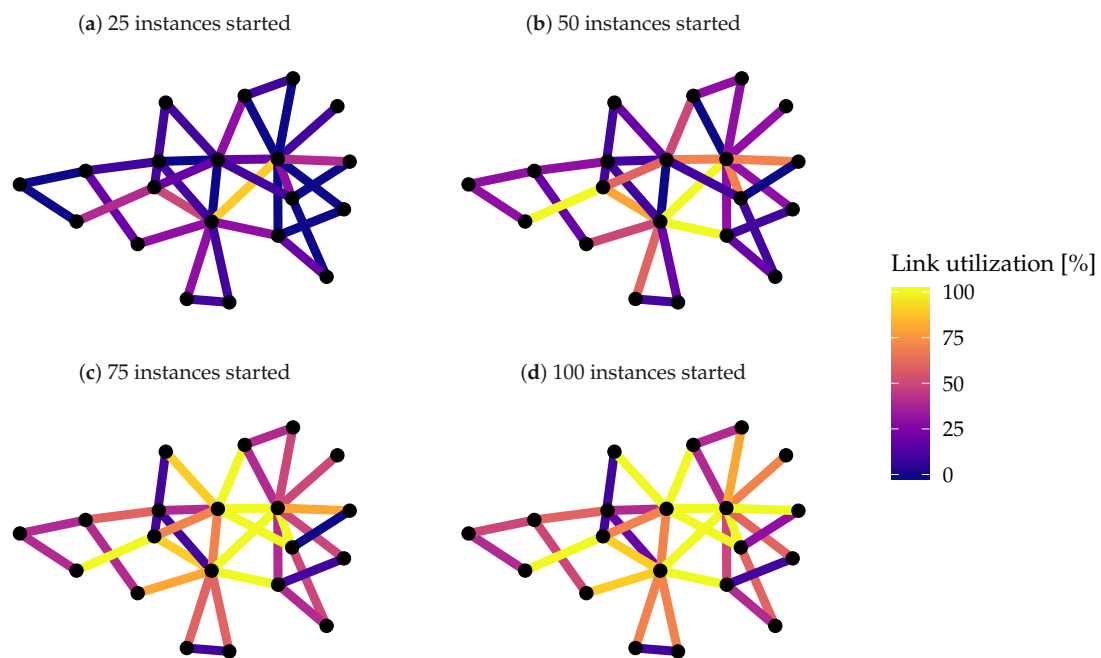 (a) 25 instances started
(b) 50 instances started
Link utilization [%]
100
75
50
25
0
(c) 75 instances started
(d) 100 instances started